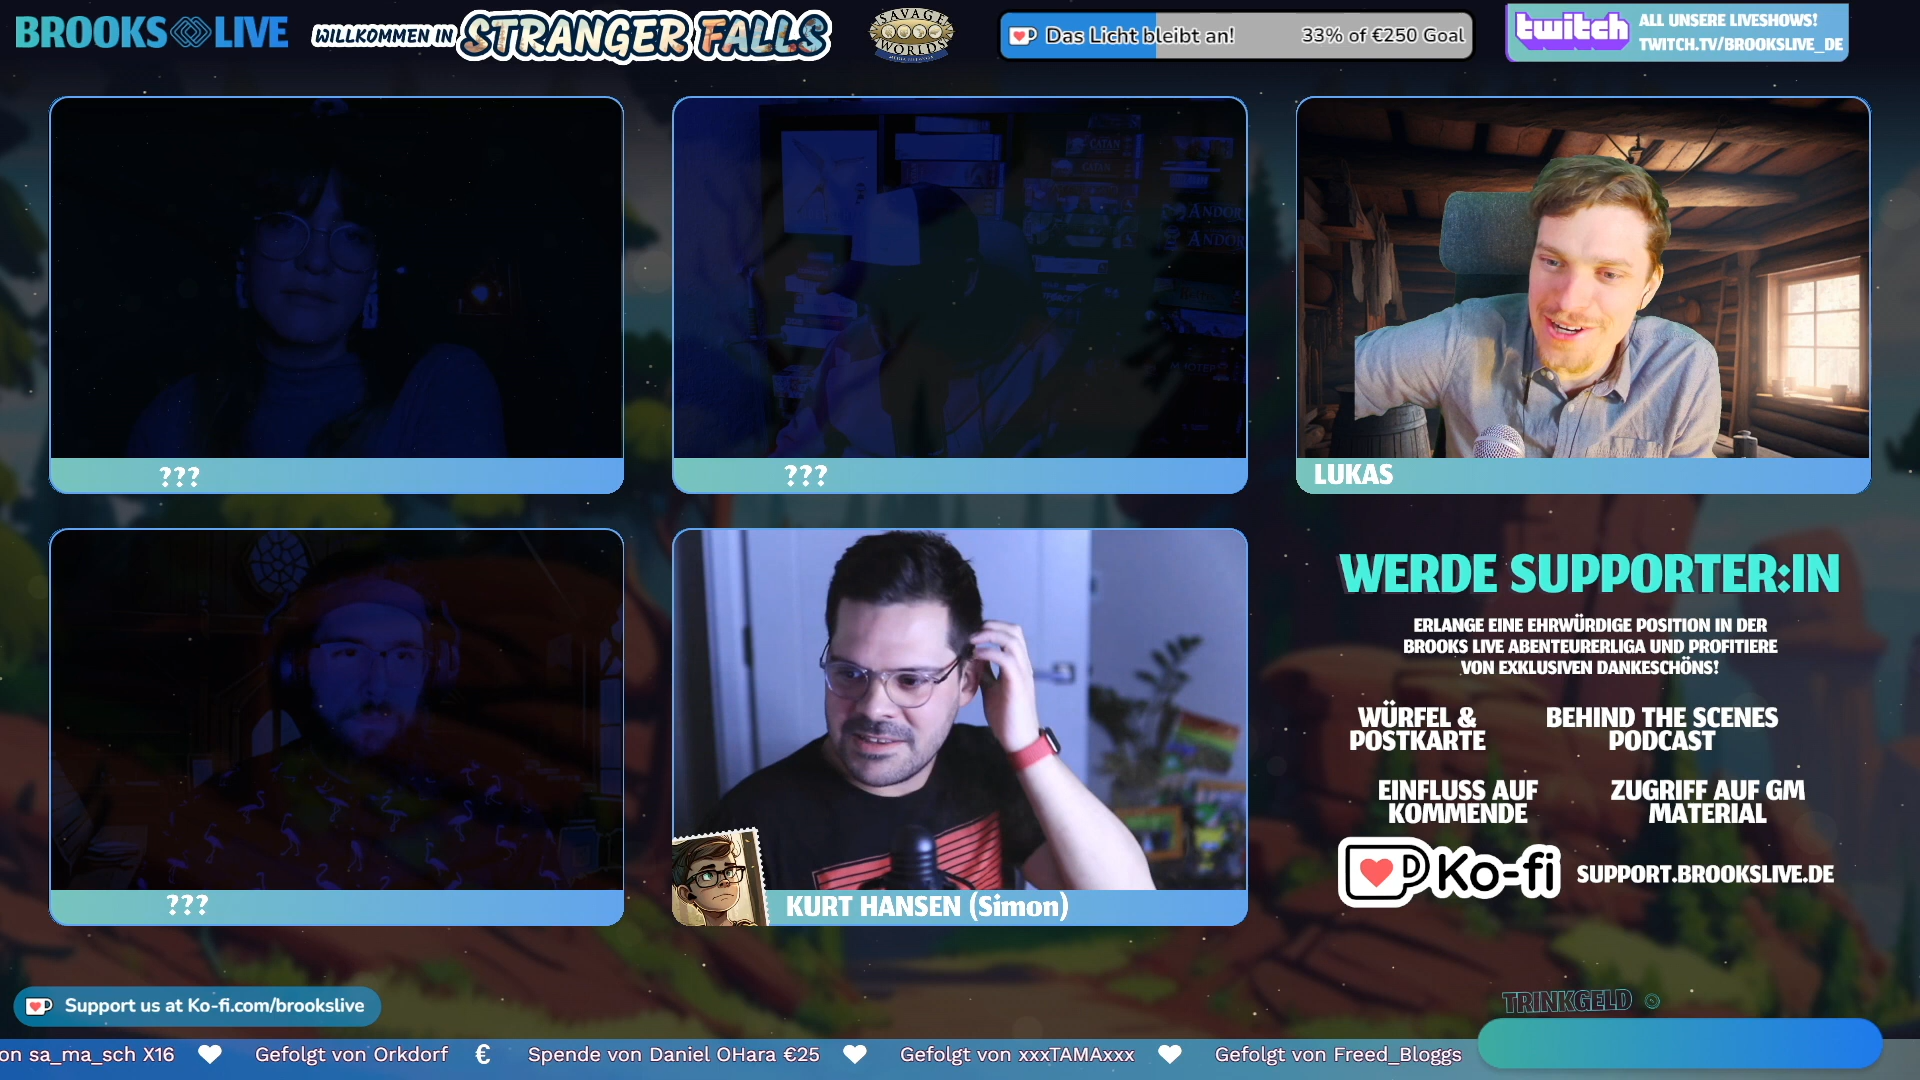 BROOKS LIVE
WILLKOMMEN IN STRANGER FALLS
SAVAGE WORLDS
Das Licht bleibt an! 33% of €250 Goal
twitch
ALL UNSERE LIVESHOWS!
TWITCH.TV/BROOKSLIVE_DE
CATAN
CATAN
ANDOR
ANDOR
???
???
LUKAS
???
KURT HANSEN (Simon)
WERDE SUPPORTER:IN
ERLANGE EINE EHRWÜRDIGE POSITION IN DER
BROOKS LIVE ABENTEURERLIGA UND PROFITIERE
VON EXKLUSIVEN DANKESCHÖNS!
WÜRFEL &
POSTKARTE
BEHIND THE SCENES
PODCAST
EINFLUSS AUF
KOMMENDE
ZUGRIFF AUF GM
MATERIAL
Ko-fi
SUPPORT.BROOKSLIVE.DE
Support us at Ko-fi.com/brookslive
TRINKGELD
on sa_ma_sch X16 Gefolgt von Orkdorf € Spende von Daniel OHara €25 Gefolgt von xxxTAMAxxx Gefolgt von Freed_Bloggs